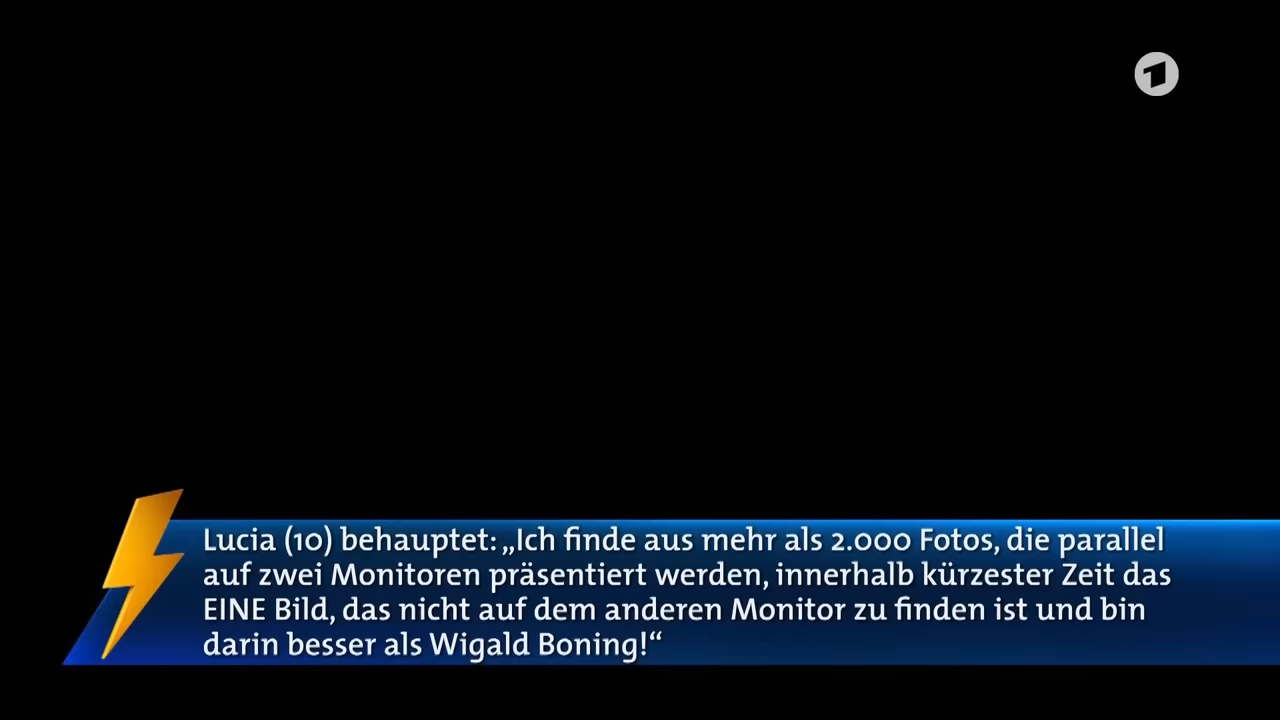 Lucia (10) behauptet: „Ich finde aus mehr als 2.000 Fotos, die parallel
auf zwei Monitoren präsentiert werden, innerhalb kürzester Zeit das
EINE Bild, das nicht auf dem anderen Monitor zu finden ist und bin
darin besser als Wigald Boning!“